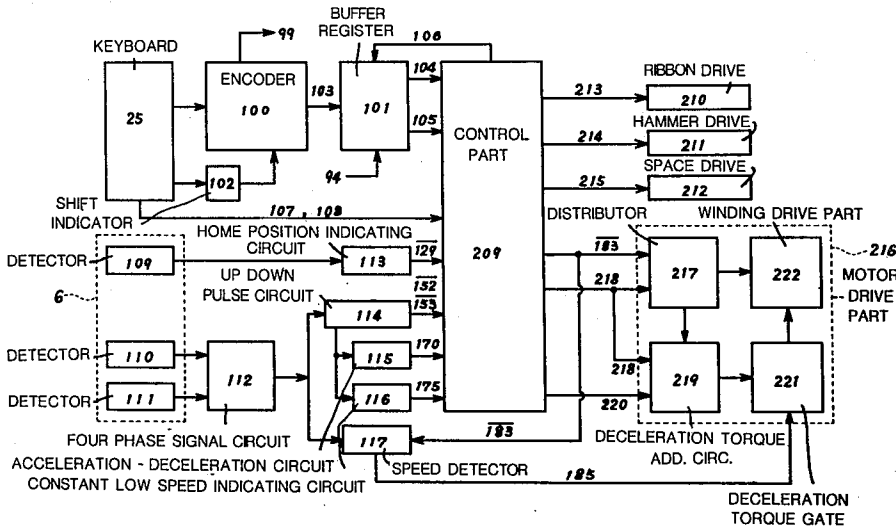 BUFFER
REGISTER
KEYBOARD
99
106
ENCODER
103
104
RIBBON DRIVE
213
210
25
100
101
105
CONTROL
PART
HAMMER DRIVE
214
211
102
94
SPACE DRIVE
215
212
SHIFT
INDICATOR
107, 108
HOME POSITION INDICATING
CIRCUIT
DISTRIBUTOR
WINDING DRIVE PART
DETECTOR
109
113
129
209
183
216
6
UP DOWN
PULSE CIRCUIT
132
133
218
217
222
MOTOR
DRIVE
PART
114
DETECTOR
110
115
170
112
218
219
221
DETECTOR
111
116
175
220
FOUR PHASE SIGNAL CIRCUIT
117
183
DECELERATION TORQUE
ADD. CIRC.
ACCELERATION - DECELERATION CIRCUIT
SPEED DETECTOR
CONSTANT LOW SPEED INDICATING CIRCUIT
185
DECELERATION
TORQUE GATE